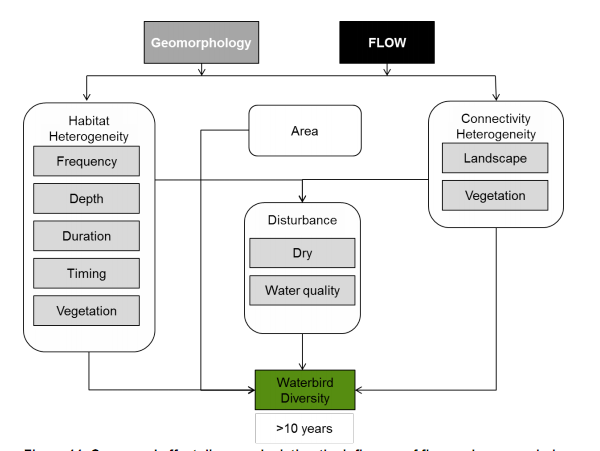 Geomorphology
FLOW
Habitat
Heterogeneity
Frequency
Depth
Duration
Timing
Vegetation
Area
Connectivity
Heterogeneity
Landscape
Vegetation
Disturbance
Dry
Water quality
Waterbird
Diversity
>10 years